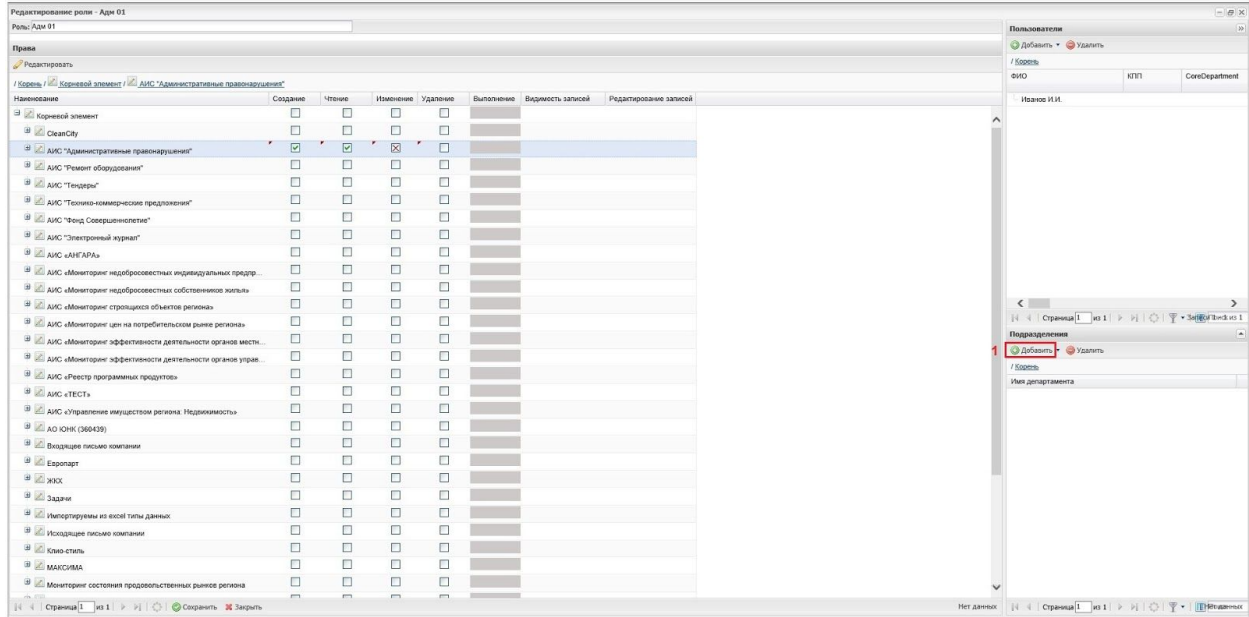 Редактирование роли - Адм 01
Роль: Адм 01
Права
Редактировать
/ Корень / Корневой элемент / АИС "Административные правонарушения"
Наименование Создание Чтение Изменение Удаление Выполнение Видимость записей Редактирование записей
Корневой элемент
CleanCity
АИС "Административные правонарушения"
АИС "Ремонт оборудования"
АИС "Тендеры"
АИС "Технико-коммерческие предложения"
АИС "Фонд Совершеннолетие"
АИС "Электронный журнал"
АИС «АНГАРА»
АИС «Мониторинг недобросовестных индивидуальных предпр...
АИС «Мониторинг недобросовестных собственников жилья»
АИС «Мониторинг строящихся объектов региона»
АИС «Мониторинг цен на потребительском рынке региона»
АИС «Мониторинг эффективности деятельности органов местн...
АИС «Мониторинг эффективности деятельности органов управ...
АИС «Реестр программных продуктов»
АИС «ТЕСТ»
АИС «Управление имуществом региона: Недвижимость»
АО ЮНК (360439)
Входящее письмо компании
Европарт
ЖКХ
Задачи
Импортируемы из excel типы данных
Исходящее письмо компании
Клио-стиль
МАКСИМА
Мониторинг состояния продовольственных рынков региона
Страница 1 из 1 Сохранить Закрыть Нет данных
Пользователи
Добавить Удалить
/ Корень
ФИО КПП CoreDepartment
Иванов И.И.
Страница 1 из 1
Подразделения
1 Добавить Удалить
/ Корень
Имя департамента
Страница 1 из 1